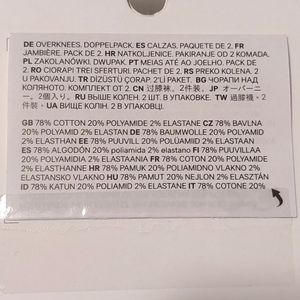 DE OVERKNEES, DOPPELPACK. ES CALZAS, PAQUETE DE 2. FR
JAMBIÈRE, PACK DE 2. HR NATKOLJENICE. PAKIRANJE OD 2 KOMADA.
PL ZAKOLANÓWKI, DWUPAK. PT MEIAS ATÉ AO JOELHO. PACK DE
2. RO CIORAPI TREI SFERTURI. PACHET DE 2. RS PREKO KOLENA. 2
U PAKOVANJU. TR DİZÜSTÜ ÇORAP. 2'Lİ PAKET. BG ЧОРАПИ НАД
КОЛЯНОТО. КОМПЛЕКТ ОТ 2. CN 过膝袜。2件装。JP オーバーニ
ー。2個入り。RU ВЫШЕ КОЛЕН. 2 ШТ. В УПАКОВКЕ. TW 過膝襪。2
件裝。UA ВИЩЕ КОЛІН. 2 В УПАКОВЦІ.
GB 78% COTTON 20% POLYAMIDE 2% ELASTANE CZ 78% BAVLNA
20% POLYAMID 2% ELASTAN DE 78% BAUMWOLLE 20% POLYAMID
2% ELASTHAN EE 78% PUUVILL 20% POLÜAMIID 2% ELASTAAN
ES 78% ALGODÓN 20% poliamida 2% elastano FI 78% PUUVILLAA
20% POLYAMIDIA 2% ELASTAANIA FR 78% COTON 20% POLYAMIDE
2% ELASTHANNE HR 78% PAMUK 20% POLIAMIDNO VLAKNO 2%
ELASTANSKO VLAKNO HU 78% PAMUT 20% NEJLON 2% ELASZTÁN
ID 78% KATUN 20% POLIAMID 2% ELASTANE IT 78% COTONE 20%